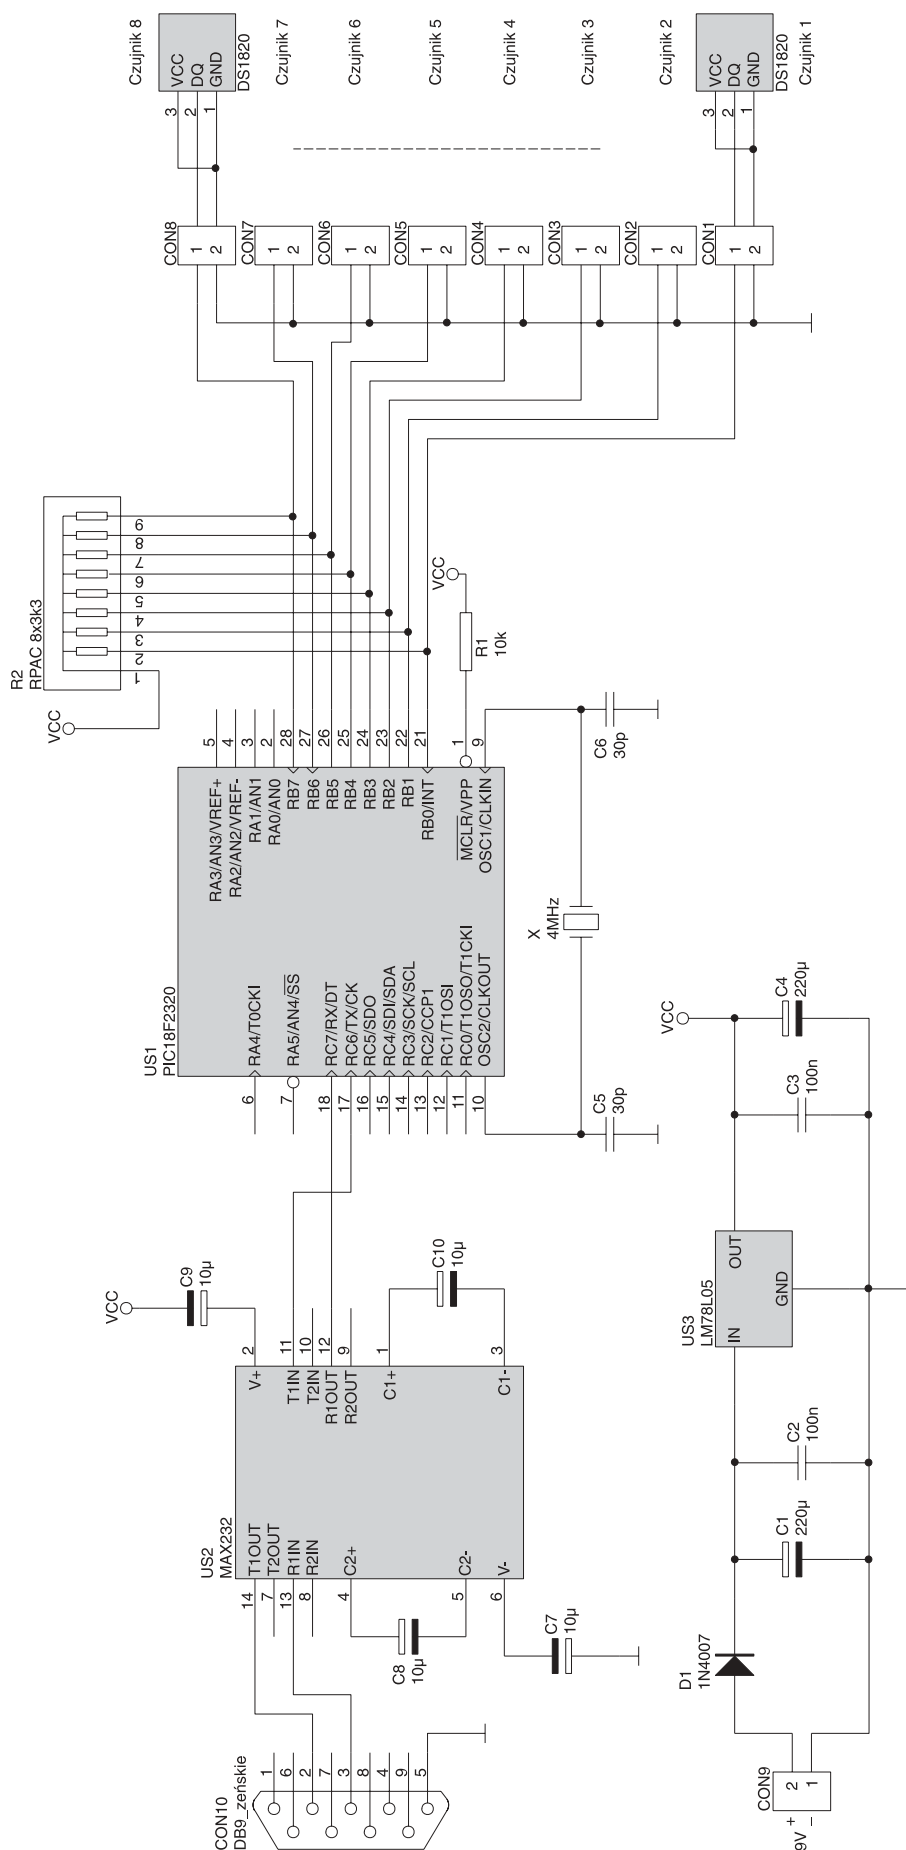 CON10
DB9_zeńskie
1
6
2
7
3
8
4
9
5
US2
MAX232
14
7
13
8
4
5
6
T1OUT
T2OUT
R1IN
R2IN
C2+
C2-
V-
V+
T1IN
T2IN
R1OUT
R2OUT
C1+
C1-
2
11
10
12
9
1
3
C8
10µ
C7
10µ
VCC
C9
10µ
C10
10µ
US1
PIC18F2320
6
7
18
17
16
15
14
13
12
11
10
RA4/T0CKI
RA5/AN4/SS
RC7/RX/DT
RC6/TX/CK
RC5/SDO
RC4/SDI/SDA
RC3/SCK/SCL
RC2/CCP1
RC1/T1OSI
RC0/T1OSO/T1CKI
OSC2/CLKOUT
RA3/AN3/VREF+
RA2/AN2/VREF-
RA1/AN1
RA0/AN0
RB7
RB6
RB5
RB4
RB3
RB2
RB1
RB0/INT
MCLR/VPP
OSC1/CLKIN
5
4
3
2
28
27
26
25
24
23
22
21
1
9
C5
30p
X
4MHz
C6
30p
VCC
R2
RPAC 8x3k3
1
2
3
4
5
6
7
8
9
R1
10k
VCC
CON8
1
2
CON7
1
2
CON6
1
2
CON5
1
2
CON4
1
2
CON3
1
2
CON2
1
2
CON1
1
2
3
2
1
VCC
DQ
GND
DS1820
3
2
1
VCC
DQ
GND
DS1820
Czujnik 8
Czujnik 7
Czujnik 6
Czujnik 5
Czujnik 4
Czujnik 3
Czujnik 2
Czujnik 1
CON9
2
1
9V
+
_
D1
1N4007
C1
220µ
C2
100n
US3
LM78L05
IN
OUT
GND
C3
100n
C4
220µ
VCC